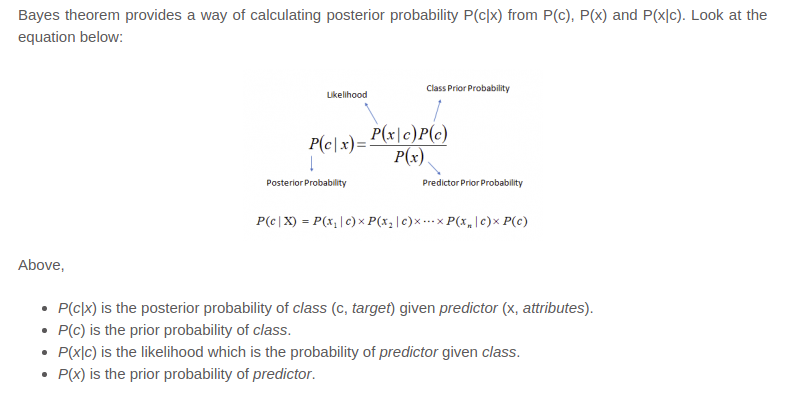 Bayes theorem provides a way of calculating posterior probability P(c|x) from P(c), P(x) and P(x|c). Look at the
equation below:
Likelihood
Class Prior Probability
P(c|x) = P(x|c)P(c) / P(x)
Posterior Probability
Predictor Prior Probability
P(c|X) = P(x₁|c) × P(x₂|c) × ··· × P(xₙ|c) × P(c)
Above,
• P(c|x) is the posterior probability of class (c, target) given predictor (x, attributes).
• P(c) is the prior probability of class.
• P(x|c) is the likelihood which is the probability of predictor given class.
• P(x) is the prior probability of predictor.